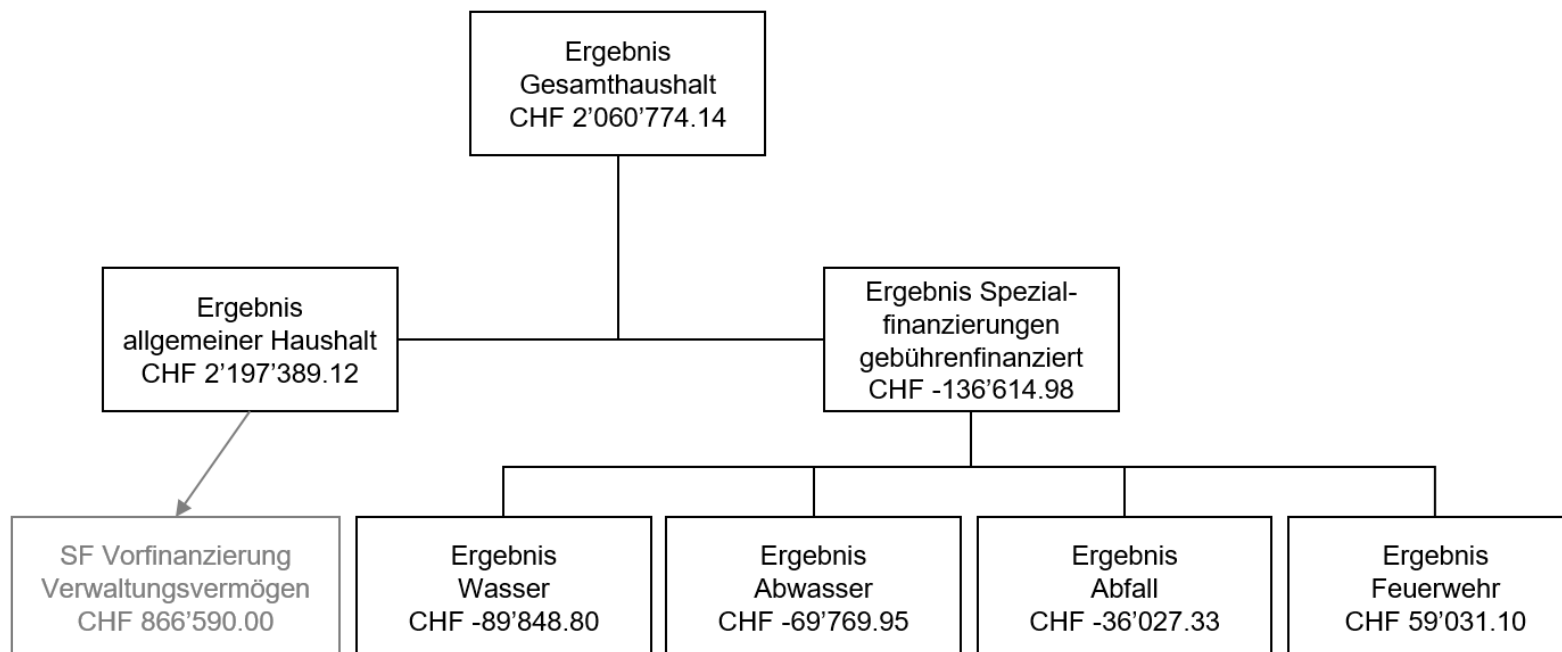 Ergebnis
Gesamthaushalt
CHF 2’060’774.14
Ergebnis
allgemeiner Haushalt
CHF 2’197’389.12
Ergebnis Spezial-
finanzierungen
gebührenfinanziert
CHF -136’614.98
SF Vorfinanzierung
Verwaltungsvermögen
CHF 866’590.00
Ergebnis
Wasser
CHF -89’848.80
Ergebnis
Abwasser
CHF -69’769.95
Ergebnis
Abfall
CHF -36’027.33
Ergebnis
Feuerwehr
CHF 59’031.10